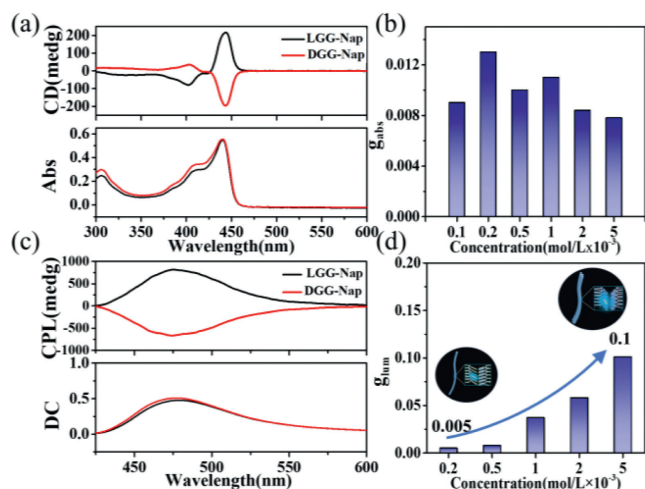 (a)
CD(medg)
200
100
0
-100
-200
LGG-Nap
DGG-Nap
Abs
0.6
0.4
0.2
0.0
300 350 400 450 500 550 600
Wavelength(nm)
(b)
gabs
0.012
0.008
0.004
0.000
0.1 0.2 0.5 1 2 5
Concentration(mol/Lx10-3)
(c)
CPL(medg)
1000
500
0
500
1000
LGG-Nap
DGG-Nap
DC
1.0
0.5
0.0
450 500 550 600
Wavelength(nm)
(d)
glum
0.20
0.15
0.10
0.05
0.00
0.005
0.1
0.2 0.5 1 2 5
Concentration(mol/L×10-3)